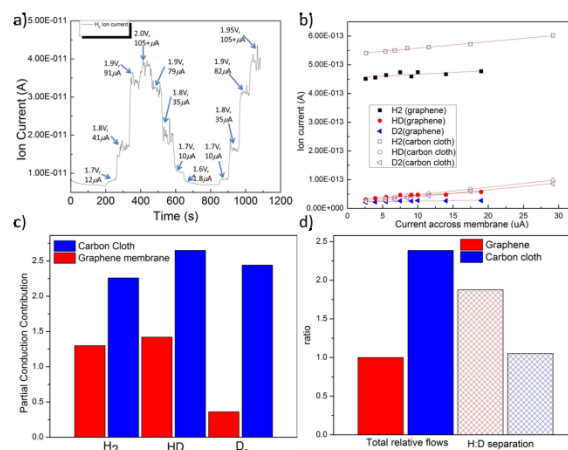 a)
H₂ Ion current
Ion current (A)
4.00E-011
3.00E-011
2.00E-011
1.00E-011
0
200
400
600
800
1000
1200
Time (s)
1.7V,
12µA
1.8V,
41µA
1.9V,
91µA
2.0V,
105+µA
1.9V,
79µA
1.8V,
35µA
1.7V,
10µA
1.6V,
1.8µA
1.7V,
10µA
1.8V,
35µA
1.9V,
82µA
1.95V,
105+µA
b)
Ion Current (A)
6.00E-013
5.00E-013
4.00E-013
3.00E-013
2.00E-013
1.00E-013
0.00E+000
H2 (graphene)
HD(graphene)
D2(graphene)
H2(carbon cloth)
HD(carbon cloth)
D2(carbon cloth)
0
5
10
15
20
25
30
Current accross membrane (uA)
c)
Partial Conduction Contribution
2.5
2.0
1.5
1.0
0.5
0.0
Carbon Cloth
Graphene membrane
H₂
HD
d)
ratio
2.5
2.0
1.5
1.0
0.0
Graphene
Carbon cloth
Total relative flows
H:D separation